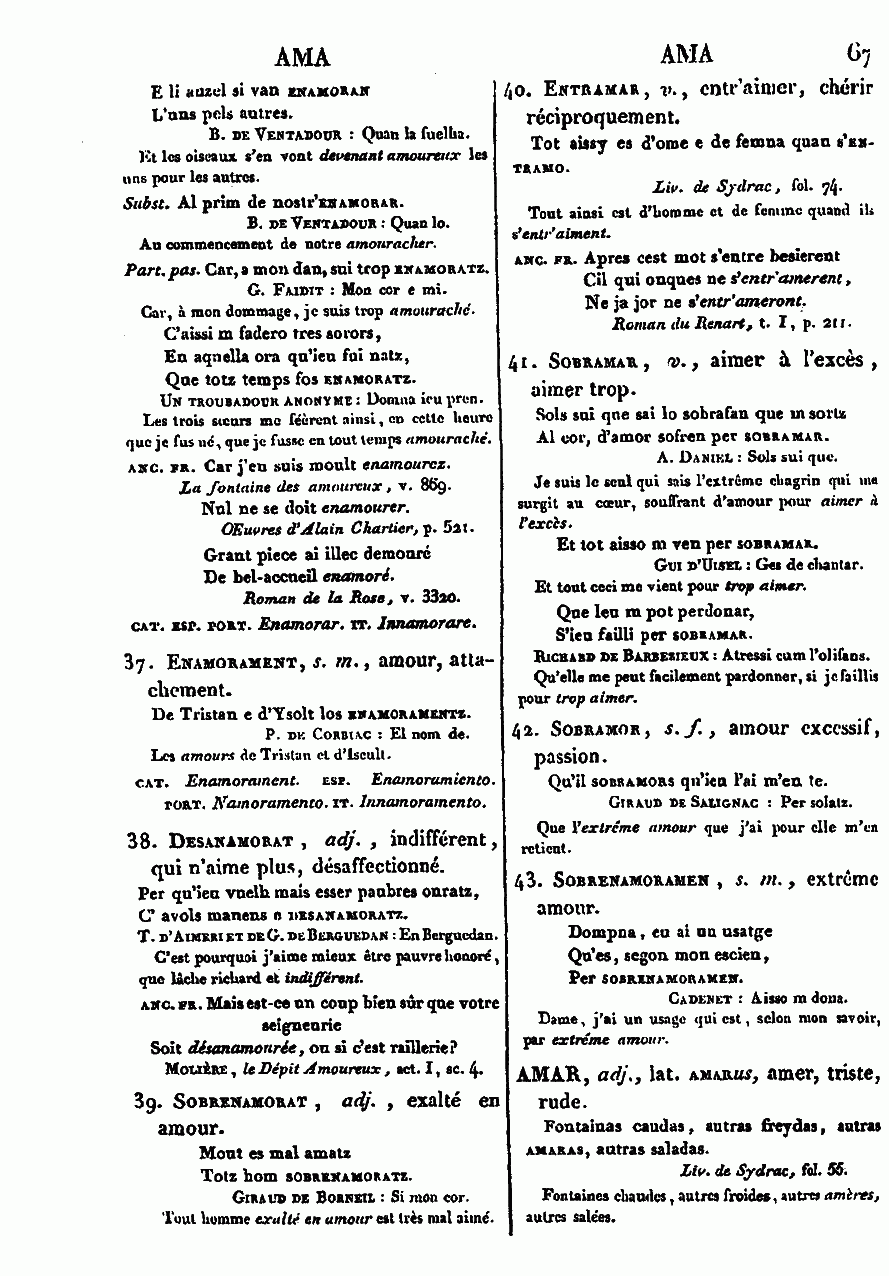 AMA
AMA 67
E li auzel si van ENAMORAN
L'uns pels autres.
B. DE VENTADOUR : Quan la fuelha.
Et les oiseaux s'en vont devenant amoureux les
uns pour les autres.
Subst. Al prim de nostr'ENAMORAR.
B. DE VENTADOUR : Quan lo.
Au commencement de notre amouracher.
Part. pas. Car, a mon dan, sui trop ENAMORATZ.
G. FAIDIT : Mon cor e mi.
Car, à mon dommage, je suis trop amouraché.
C'aissi m fadero tres sorors,
En aquella ora qu'ieu fui natz,
Que totz temps fos ENAMORATZ.
UN TROUBADOUR ANONYME : Domna ieu pren.
Les trois sœurs me féèrent ainsi, en cette heure
que je fus né, que je fusse en tout temps amouraché.
ANC. FR. Car j'en suis moult enamourez.
La fontaine des amoureux, v. 869.
Nul ne se doit enamourer.
OEuvres d'Alain Chartier, p. 521.
Grant piece ai illec demouré
De bel-accueil enamoré.
Roman de la Rose, v. 3320.
CAT. ESP. PORT. Enamorar. IT. Innamorare.
37. ENAMORAMENT, s. m., amour, atta-
chement.
De Tristan e d'Ysolt los ENAMORAMENTZ.
P. DE CORBIAC : El nom de.
Les amours de Tristan et d'Iseult.
CAT. Enamorament. ESP. Enamoramiento.
PORT. Namoramento. IT. Innamoramento.
38. DESANAMORAT, adj., indifférent,
qui n'aime plus, désaffectionné.
Per qu'ieu vuelh mais esser paubres onratz,
C' avols manens e DESANAMORATZ.
T. D'AIMERI ET DE G. DE BERGUEDAN : En Berguedan.
C'est pourquoi j'aime mieux être pauvre honoré,
que lâche richard et indifférent.
ANC. FR. Mais est-ce un coup bien sûr que votre
seigneurie
Soit désanamourée, ou si c'est raillerie?
MOLIÈRE, le Dépit Amoureux, act. I, sc. 4.
39. SOBRENAMORAT, adj., exalté en
amour.
Mout es mal amatz
Totz hom SOBRENAMORATZ.
GIRAUD DE BORNEIL : Si mon cor.
Tout homme exalté en amour est très mal aimé.
40. ENTRAMAR, v., entr'aimer, chérir
réciproquement.
Tot aissy es d'ome e de femna quan s'EN-
TRAMO.
Liv. de Sydrac, fol. 74.
Tout ainsi est d'homme et de femme quand ils
s'entr'aiment.
ANC. FR. Apres cest mot s'entre besierent
Cil qui onques ne s'entr'amerent,
Ne ja jor ne s'entr'ameront.
Roman du Renart, t. I, p. 211.
41. SOBRAMAR, v., aimer à l'excès,
aimer trop.
Sols sui que sai lo sobrafan que m sortz
Al cor, d'amor sofren per SOBRAMAR.
A. DANIEL : Sols sui que.
Je suis le seul qui sais l'extrême chagrin qui me
surgit au cœur, souffrant d'amour pour aimer à
l'excès.
Et tot aisso m ven per SOBRAMAR.
GUI D'UISEL : Ges de chantar.
Et tout ceci me vient pour trop aimer.
Que leu m pot perdonar,
S'ieu failli per SOBRAMAR.
RICHARD DE BARBESIEUX : Atressi cum l'olifans.
Qu'elle me peut facilement pardonner, si je faillis
pour trop aimer.
42. SOBRAMOR, s. f., amour excessif,
passion.
Qu'il SOBRAMORS qu'ieu l'ai m'en te.
GIRAUD DE SALIGNAC : Per solatz.
Que l'extrême amour que j'ai pour elle m'en
retient.
43. SOBRENAMORAMEN, s. m., extrême
amour.
Dompna, eu ai un usatge
Qu'es, segon mon escien,
Per SOBRENAMORAMEN.
CADENET : Aisso m dona.
Dame, j'ai un usage qui est, selon mon savoir,
par extrême amour.
AMAR, adj., lat. AMARUS, amer, triste,
rude.
Fontainas caudas, autras freydas, autras
AMARAS, autras saladas.
Liv. de Sydrac, fol. 55.
Fontaines chaudes, autres froides, autres amères,
autres salées.